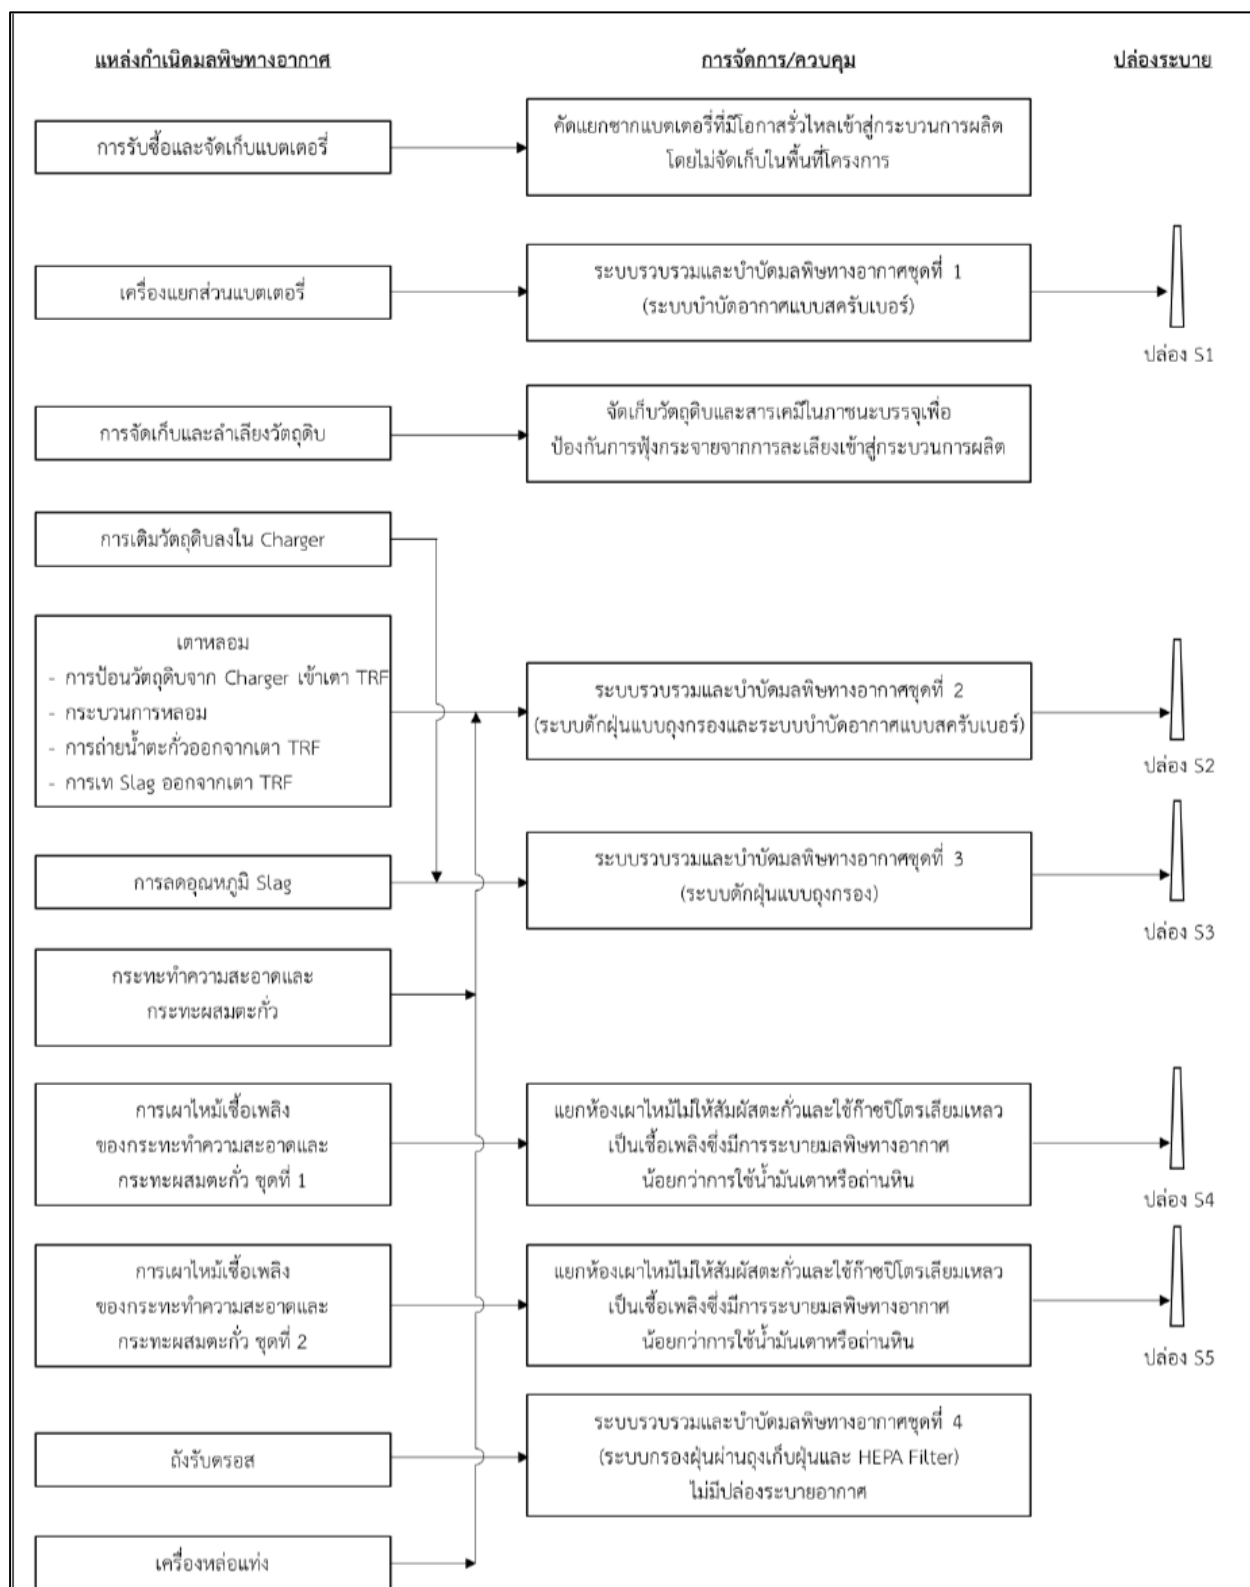 แหล่งกำเนิดมลพิษทางอากาศ
การจัดการ/ควบคุม
ปล่องระบาย
การรับซื้อและจัดเก็บแบตเตอรี่
คัดแยกซากแบตเตอรี่ที่มีโอกาสรั่วไหลเข้าสู่กระบวนการผลิต
โดยไม่จัดเก็บในพื้นที่โครงการ
เครื่องแยกส่วนแบตเตอรี่
ระบบรวบรวมและบำบัดมลพิษทางอากาศชุดที่ 1
(ระบบบำบัดอากาศแบบสครับเบอร์)
ปล่อง S1
การจัดเก็บและลำเลียงวัตถุดิบ
จัดเก็บวัตถุดิบและสารเคมีในภาชนะบรรจุเพื่อ
ป้องกันการฟุ้งกระจายจากการละเลียงเข้าสู่กระบวนการผลิต
การเติมวัตถุดิบลงใน Charger
เตาหลอม
- การป้อนวัตถุดิบจาก Charger เข้าเตา TRF
- กระบวนการหลอม
- การถ่ายน้ำตะกั่วออกจากเตา TRF
- การเท Slag ออกจากเตา TRF
ระบบรวบรวมและบำบัดมลพิษทางอากาศชุดที่ 2
(ระบบดักฝุ่นแบบถุงกรองและระบบบำบัดอากาศแบบสครับเบอร์)
ปล่อง S2
การลดอุณหภูมิ Slag
ระบบรวบรวมและบำบัดมลพิษทางอากาศชุดที่ 3
(ระบบดักฝุ่นแบบถุงกรอง)
ปล่อง S3
กระทะทำความสะอาดและ
กระทะผสมตะกั่ว
การเผาไหม้เชื้อเพลิง
ของกระทะทำความสะอาดและ
กระทะผสมตะกั่ว ชุดที่ 1
แยกห้องเผาไหม้ไม่ให้สัมผัสตะกั่วและใช้ก๊าซปิโตรเลียมเหลว
เป็นเชื้อเพลิงซึ่งมีการระบายมลพิษทางอากาศ
น้อยกว่าการใช้น้ำมันเตาหรือถ่านหิน
ปล่อง S4
การเผาไหม้เชื้อเพลิง
ของกระทะทำความสะอาดและ
กระทะผสมตะกั่ว ชุดที่ 2
แยกห้องเผาไหม้ไม่ให้สัมผัสตะกั่วและใช้ก๊าซปิโตรเลียมเหลว
เป็นเชื้อเพลิงซึ่งมีการระบายมลพิษทางอากาศ
น้อยกว่าการใช้น้ำมันเตาหรือถ่านหิน
ปล่อง S5
ถังรับดรอส
ระบบรวบรวมและบำบัดมลพิษทางอากาศชุดที่ 4
(ระบบกรองฝุ่นผ่านถุงเก็บฝุ่นและ HEPA Filter)
ไม่มีปล่องระบายอากาศ
เครื่องหล่อแท่ง